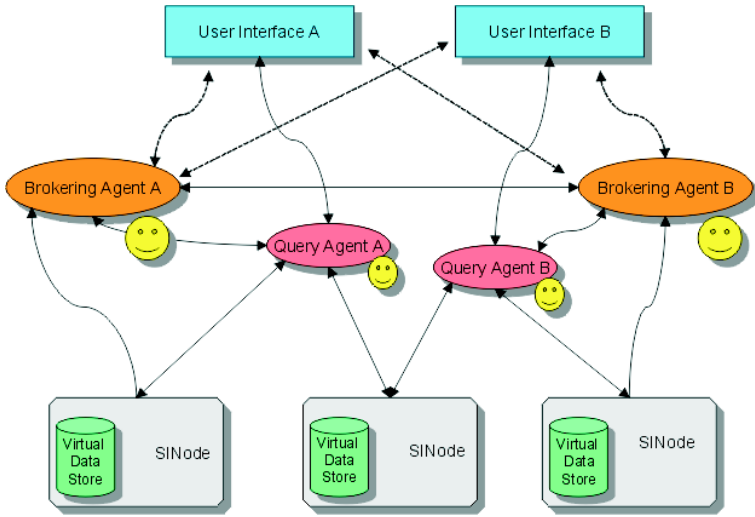 User Interface A
User Interface B
Brokering Agent A
Brokering Agent B
Query Agent A
Query Agent B
Virtual
Data
Store
SINode
Virtual
Data
Store
SINode
Virtual
Data
Store
SINode